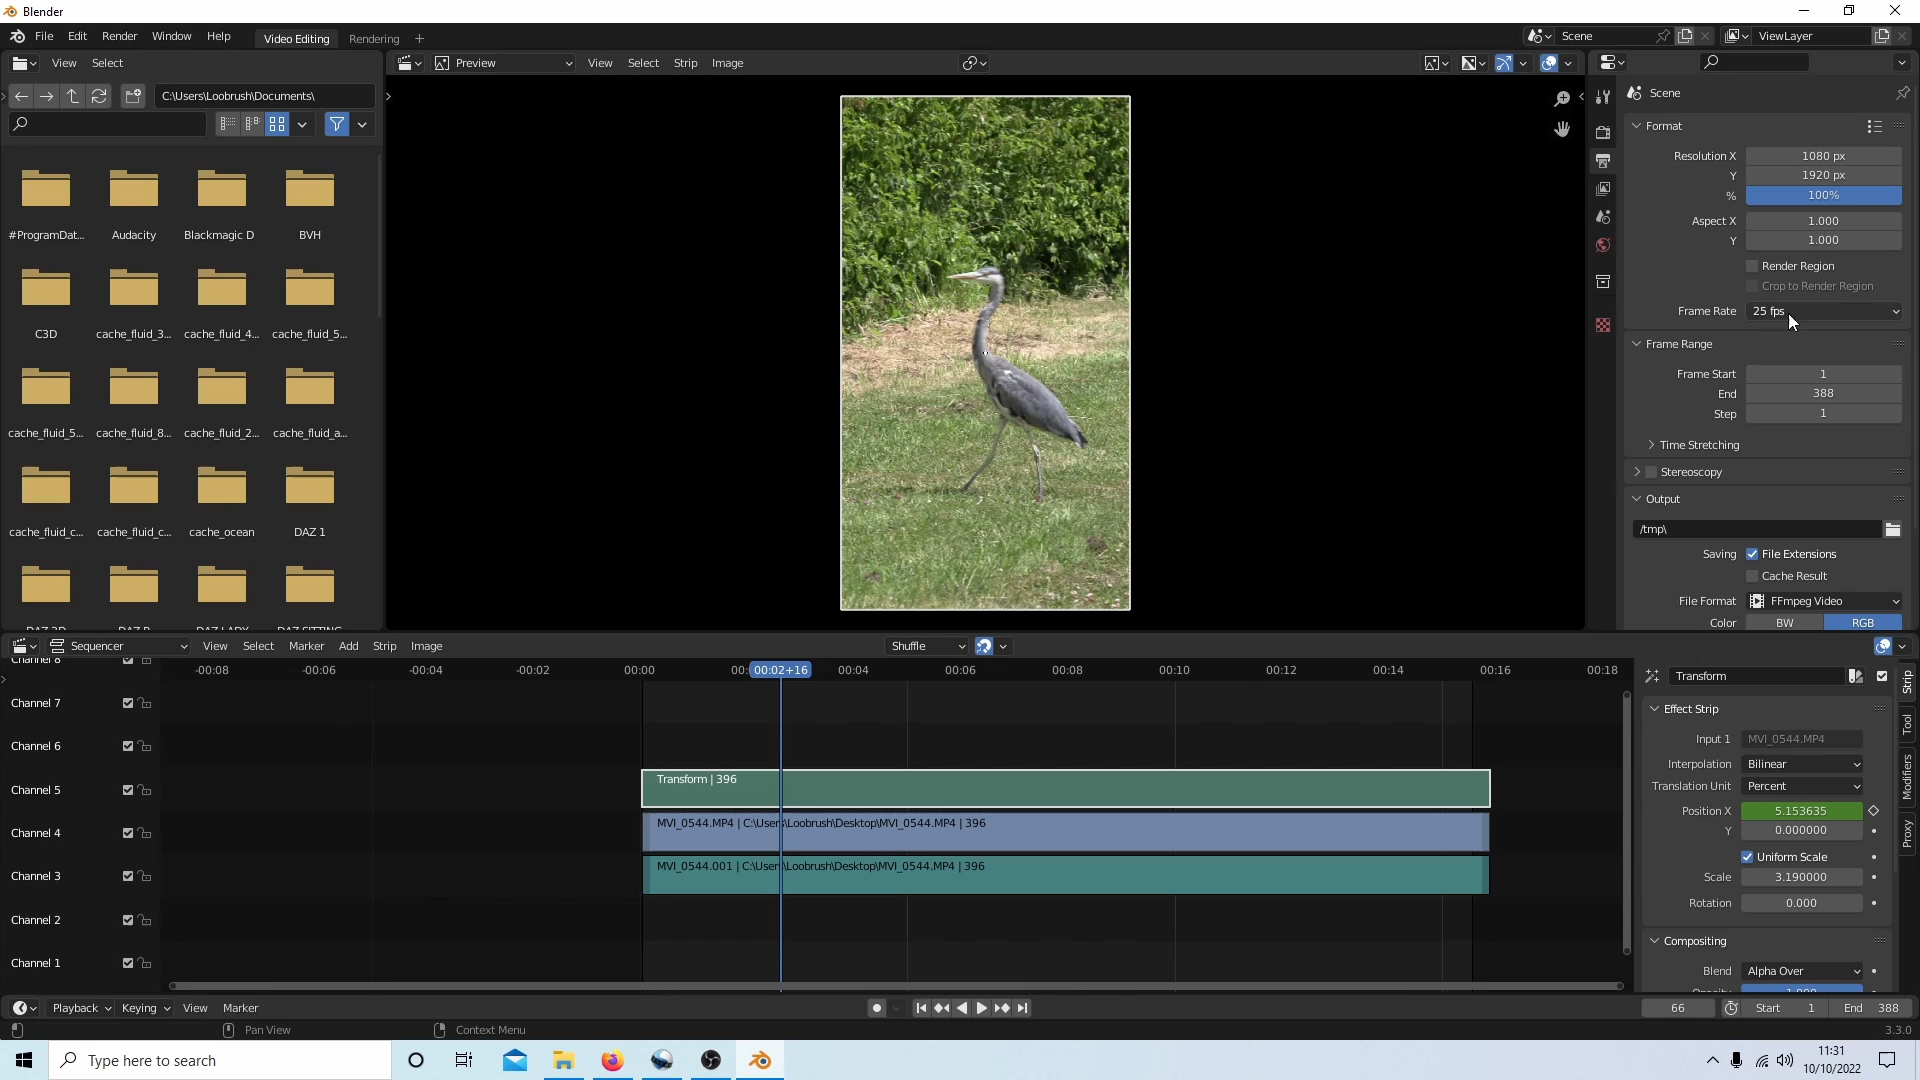 Blender
File Edit Render Window Help Video Editing Rendering + Scene ViewLayer
View Select Preview View Select Strip Image
C:\Users\Loobrush\Documents\
#ProgramDat... Audacity Blackmagic D BVH
C3D cache_fluid_3... cache_fluid_4... cache_fluid_5...
cache_fluid_5... cache_fluid_8... cache_fluid_2... cache_fluid_a...
cache_fluid_c... cache_fluid_c... cache_ocean DAZ 1
Scene
Format
Resolution X 1080 px
Y 1920 px
% 100%
Aspect X 1.000
Y 1.000
Render Region
Crop to Render Region
Frame Rate 25 fps
Frame Range
Frame Start 1
End 388
Step 1
Time Stretching
Stereoscopy
Output
/tmp\
Saving File Extensions
Cache Result
File Format FFmpeg Video
Color BW RGB
Sequencer View Select Marker Add Strip Image Shuffle
-00:08 -00:06 -00:04 -00:02 00:00 00: 00:02+16 00:04 00:06 00:08 00:10 00:12 00:14 00:16 00:18
Channel 8
Channel 7
Channel 6
Channel 5
Channel 4
Channel 3
Channel 2
Channel 1
Transform | 396
MVI_0544.MP4 | C:\Users\Loobrush\Desktop\MVI_0544.MP4 | 396
MVI_0544.001 | C:\Users\Loobrush\Desktop\MVI_0544.MP4 | 396
Transform
Effect Strip
Input 1 MVI_0544.MP4
Interpolation Bilinear
Translation Unit Percent
Position X 5.153635
Y 0.000000
Uniform Scale
Scale 3.190000
Rotation 0.000
Compositing
Blend Alpha Over
Strip
Tool
Modifiers
Proxy
Playback Keying View Marker 66 Start 1 End 388
Pan View Context Menu 3.3.0
Type here to search 11:31
10/10/2022